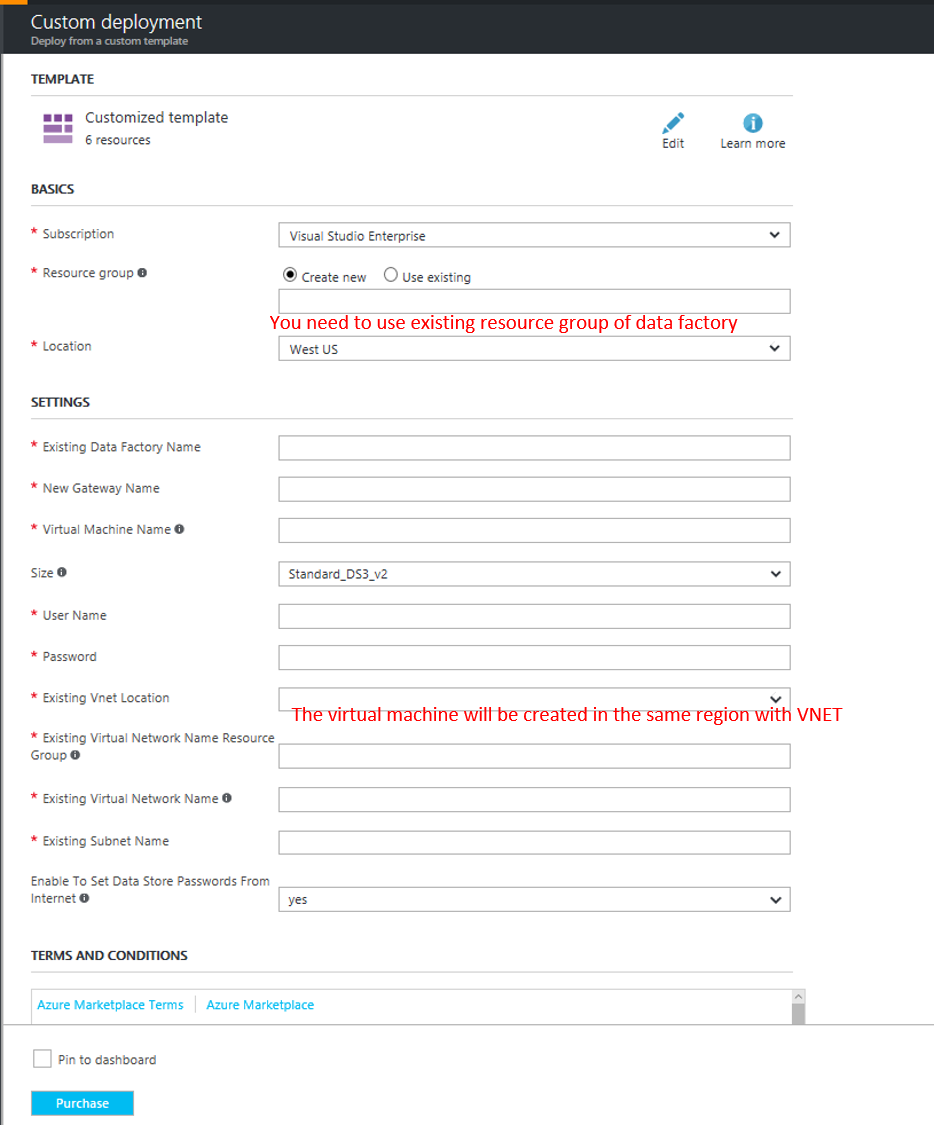 Custom deployment
Deploy from a custom template
TEMPLATE
Customized template
6 resources
Edit
Learn more
BASICS
* Subscription
Visual Studio Enterprise
* Resource group
Create new
Use existing
You need to use existing resource group of data factory
* Location
West US
SETTINGS
* Existing Data Factory Name
* New Gateway Name
* Virtual Machine Name
Size
Standard_DS3_v2
* User Name
* Password
* Existing Vnet Location
The virtual machine will be created in the same region with VNET
* Existing Virtual Network Name Resource
Group
* Existing Virtual Network Name
* Existing Subnet Name
Enable To Set Data Store Passwords From
Internet
yes
TERMS AND CONDITIONS
Azure Marketplace Terms
Azure Marketplace
Pin to dashboard
Purchase